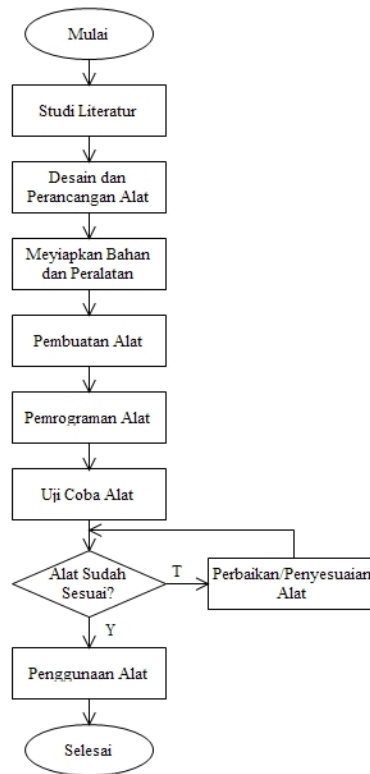 Mulai
Studi Literatur
Desain dan
Perancangan Alat
Meyiapkan Bahan
dan Peralatan
Pembuatan Alat
Pemrograman Alat
Uji Coba Alat
Alat Sudah
Sesuai?
T
Perbaikan/Penyesuaian
Alat
Y
Penggunaan Alat
Selesai